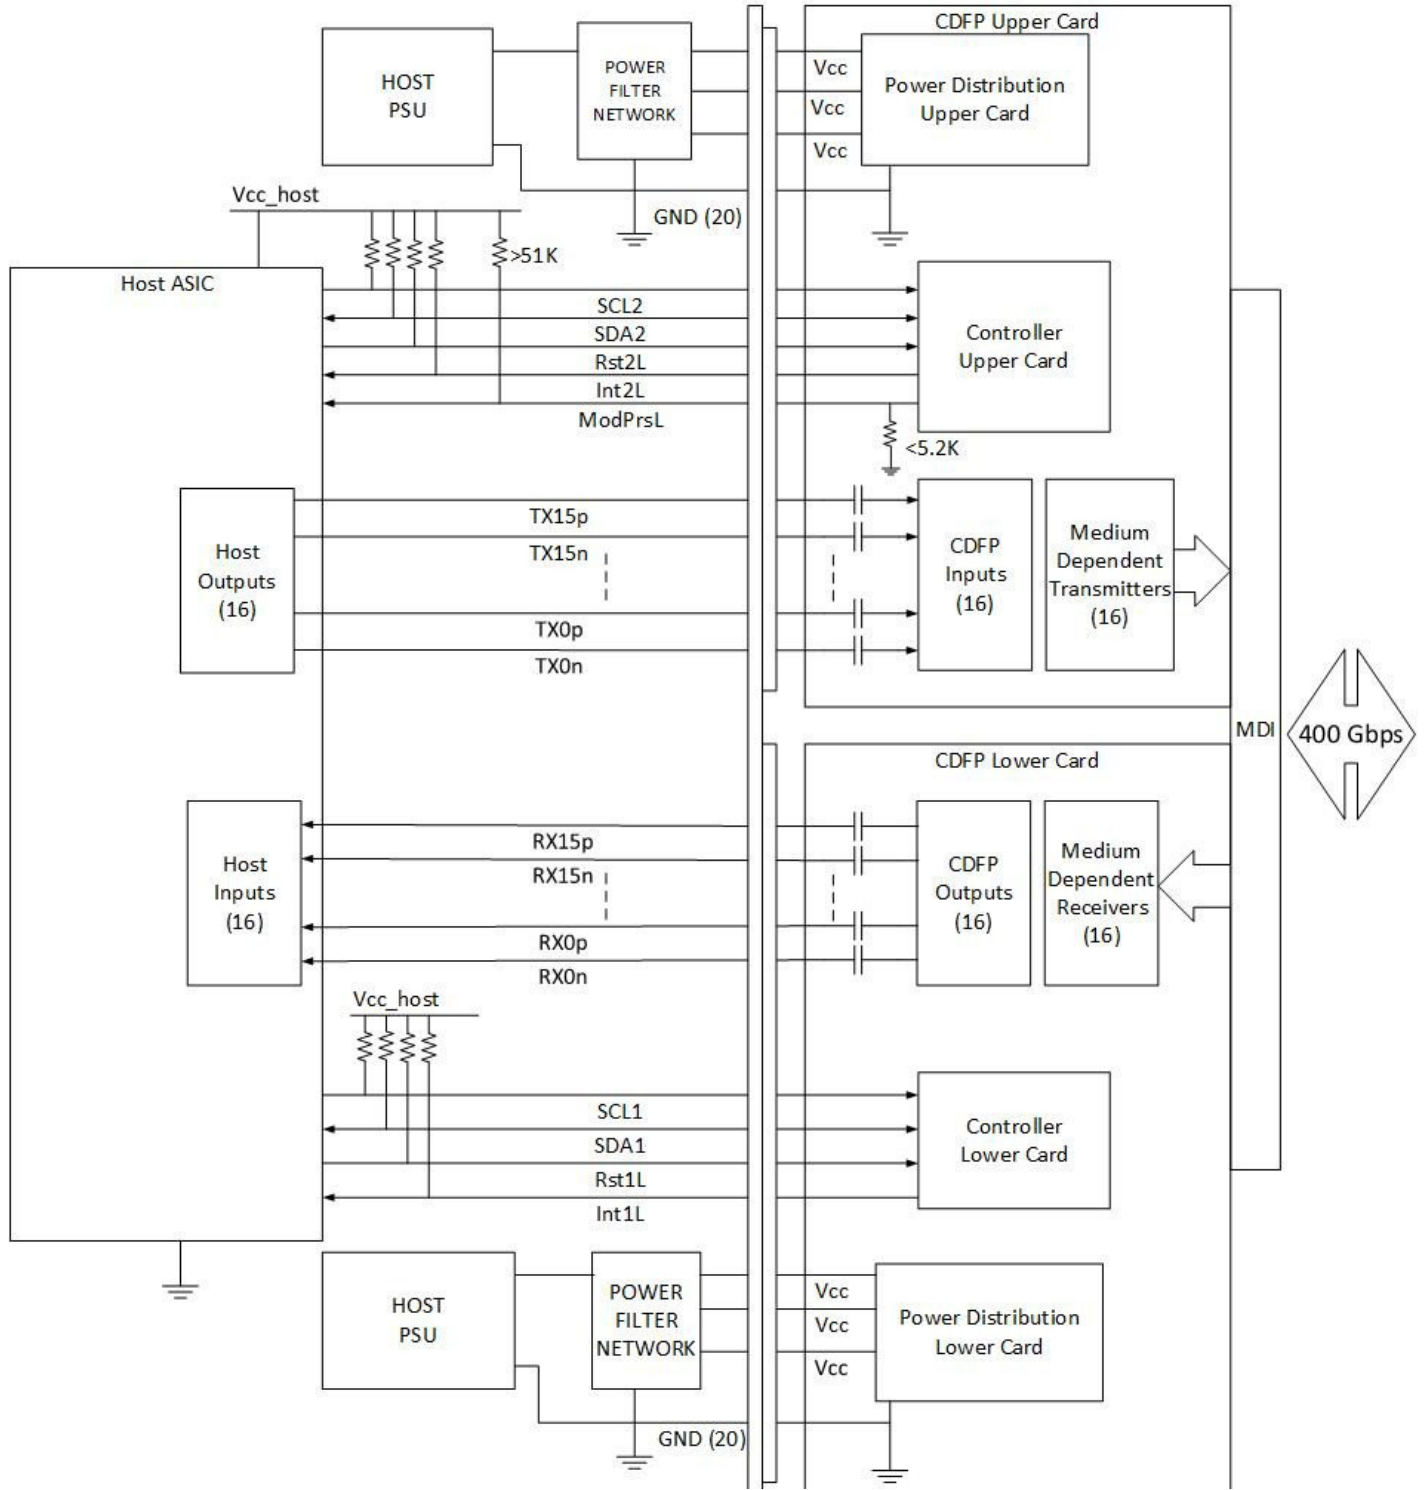 CDFP Upper Card
HOST
PSU
POWER
FILTER
NETWORK
Vcc
Vcc
Vcc
Power Distribution
Upper Card
Vcc_host
GND (20)
>51K
Host ASIC
SCL2
SDA2
Rst2L
Int2L
ModPrsL
Controller
Upper Card
<5.2K
Host
Outputs
(16)
TX15p
TX15n
TX0p
TX0n
CDFP
Inputs
(16)
Medium
Dependent
Transmitters
(16)
MDI
400 Gbps
CDFP Lower Card
Host
Inputs
(16)
RX15p
RX15n
RX0p
RX0n
CDFP
Outputs
(16)
Medium
Dependent
Receivers
(16)
Vcc_host
SCL1
SDA1
Rst1L
Int1L
Controller
Lower Card
HOST
PSU
POWER
FILTER
NETWORK
Vcc
Vcc
Vcc
Power Distribution
Lower Card
GND (20)